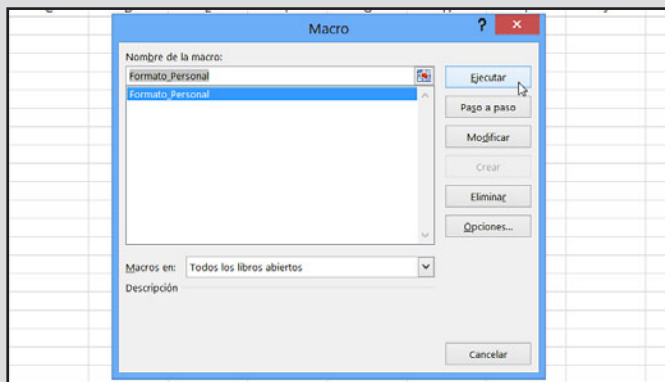 Macro
?
Nombre de la macro:
Formato_Personal
Formato_Personal
Ejecutar
Paso a paso
Modificar
Crear
Eliminar
Opciones...
Macros en: Todos los libros abiertos
Descripción
Cancelar